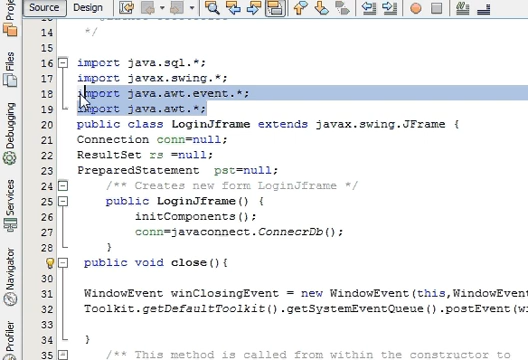 Source Design
Projects
Files
Debugging
Services
Navigator
Profiler
14 */
15
16 import java.sql.*;
17 import javax.swing.*;
18 import java.awt.event.*;
19 import java.awt.*;
20 public class LoginJframe extends javax.swing.JFrame {
21 Connection conn=null;
22 ResultSet rs =null;
23 PreparedStatement pst=null;
24 /** Creates new form LoginJframe */
25 public LoginJframe() {
26 initComponents();
27 conn=javaconnect.ConnecrDb();
28 }
public void close(){
30
31 WindowEvent winClosingEvent = new WindowEvent(this,WindowEven
32 Toolkit.getDefaultToolkit().getSystemEventQueue().postEvent(wi
33
34 }
35 /** This method is called from within the constructor to